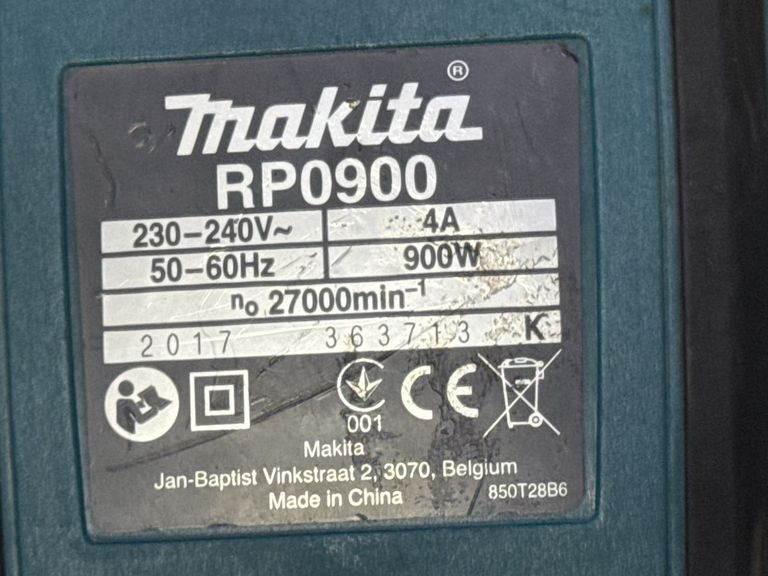 makita®
RP0900
230-240V~ 4A
50-60Hz 900W
n₀ 27000min⁻¹
2017 363713 K
001
CE
Makita
Jan-Baptist Vinkstraat 2, 3070, Belgium
Made in China 850T28B6